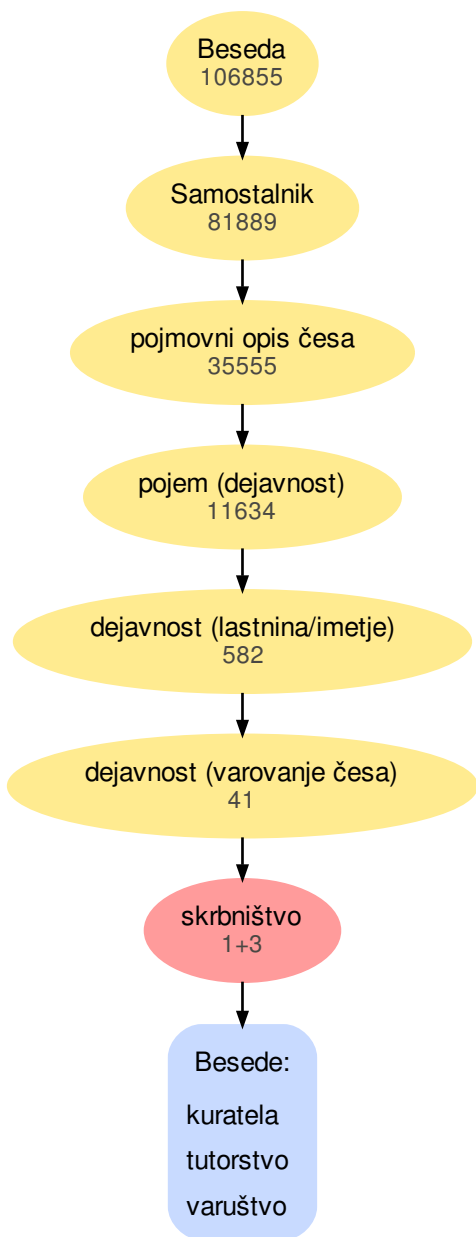 Beseda
106855
Samostalnik
81889
pojmovni opis česa
35555
pojem (dejavnost)
11634
dejavnost (lastnina/imetje)
582
dejavnost (varovanje česa)
41
skrbništvo
1+3
Besede:
kuratela
tutorstvo
varuštvo